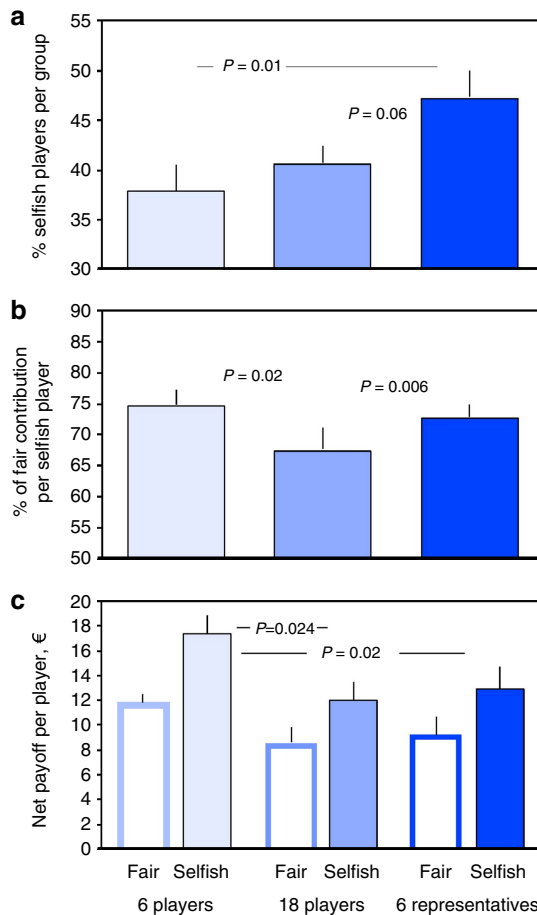 a
% selfish players per group
55
50
45
40
35
30
P = 0.01
P = 0.06
b
% of fair contribution
per selfish player
90
85
80
75
70
65
60
55
50
P = 0.02
P = 0.006
c
Net payoff per player, €
20
18
16
14
12
10
8
6
4
2
0
P=0.024
P = 0.02
Fair Selfish Fair Selfish Fair Selfish
6 players 18 players 6 representatives